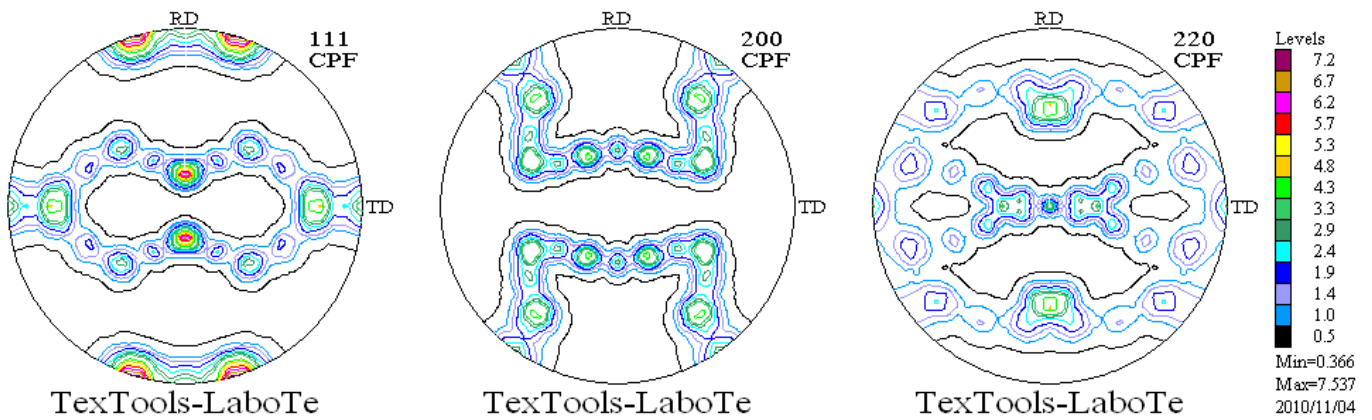 RD
111
CPF
TD
TexTools-LaboTe
RD
200
CPF
TD
TexTools-LaboTe
RD
220
CPF
TD
TexTools-LaboTe
Levels
7.2
6.7
6.2
5.7
5.3
4.8
4.3
3.3
2.9
2.4
1.9
1.4
1.0
0.5
Min=0.366
Max=7.537
2010/11/04